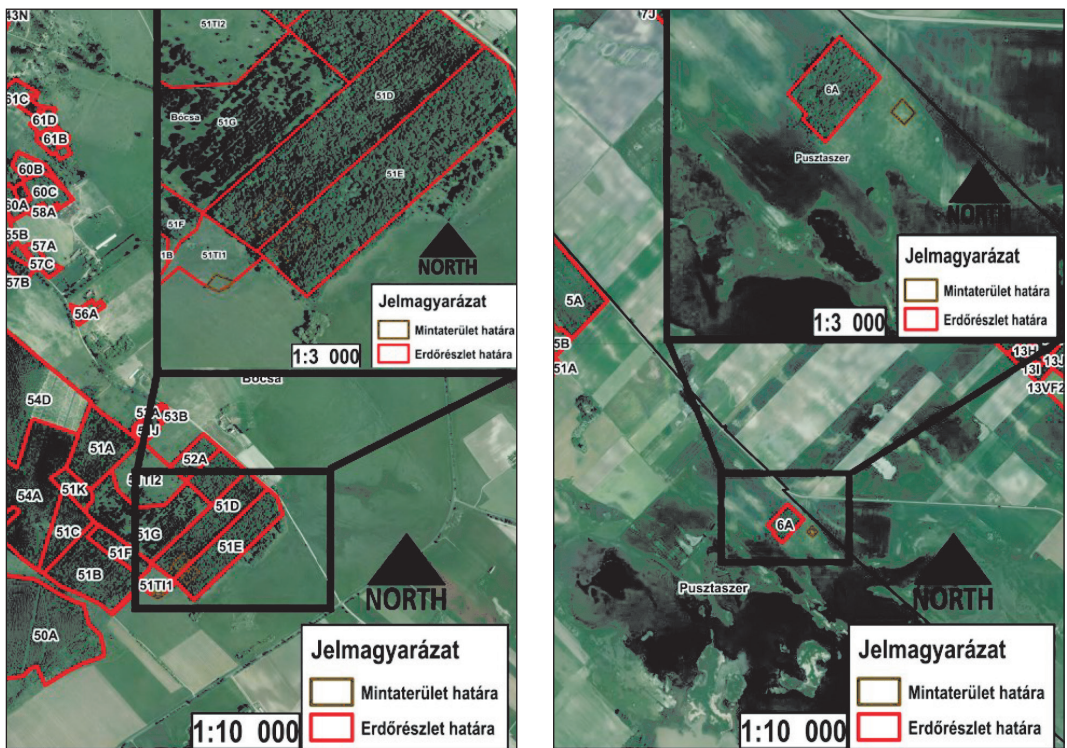 43N
61C
61D
61B
60B
60C
60A
58A
55B
57A
57C
57B
56A
51TI2
Bócsa
51G
51D
51E
51F
51TI1
NORTH
Jelmagyarázat
Mintaterület határa
Erdőrészlet határa
1:3 000
Bócsa
54D
53B
51A
52A
51K
54A
51D
51C
51G
51F
51E
51B
51TI1
50A
NORTH
Jelmagyarázat
Mintaterület határa
Erdőrészlet határa
1:10 000
7J
6A
Pusztaszer
NORTH
Jelmagyarázat
Mintaterület határa
Erdőrészlet határa
1:3 000
5A
5B
51A
13H
13J
13I
13VF2
6A
Pusztaszer
NORTH
Jelmagyarázat
Mintaterület határa
Erdőrészlet határa
1:10 000